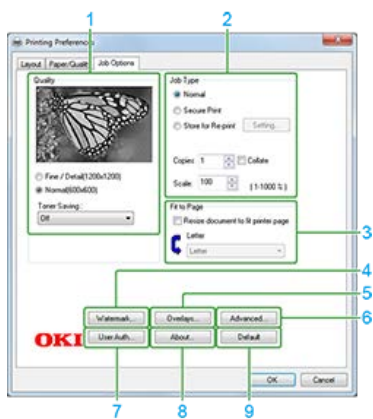 1
2
Printing Preferences
Layout Paper/Quality Job Options
Quality
Fine / Detail(1200x1200)
Normal(600x600)
Toner Saving:
Off
Job Type
Normal
Secure Print
Store for Re-print Setting...
Copies: 1 Collate
Scale: 100 (1-1000 %)
Fit to Page
Resize document to fit printer page
Letter
Letter
3
4
5
6
Watermark... Overlays... Advanced...
OKI
User Auth... About... Default
7
8
9
OK Cancel